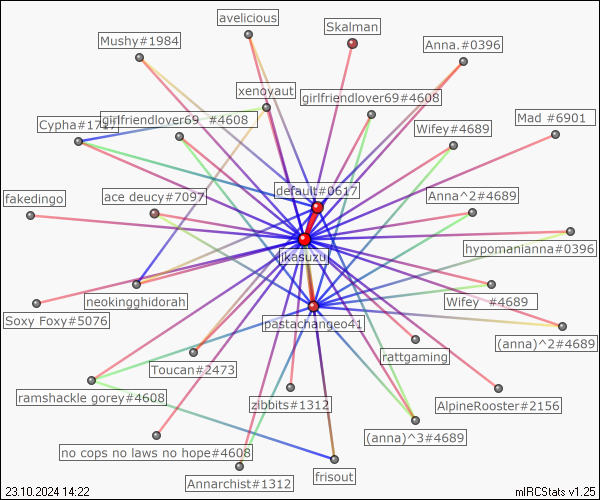 avelicious
Skalman
Mushy#1984
Anna.#0396
xenoyaut
girlfriendlover69#4608
girlfriendlover69 #4608
Mad #6901
Wifey#4689
default#0617
ace deucy#7097
Anna^2#4689
fakedingo
hypomanianna#0396
jkasuzu
neokingghidorah
Wifey #4689
Soxy Foxy#5076
pastachangeo41
(anna)^2#4689
rattgaming
Toucan#2473
ramshackle gorey#4608
zibbits#1312
AlpineRooster#2156
(anna)^3#4689
no cops no laws no hope#4608
frisout
Annarchist#1312
23.10.2024 14:22
mIRCStats v1.25